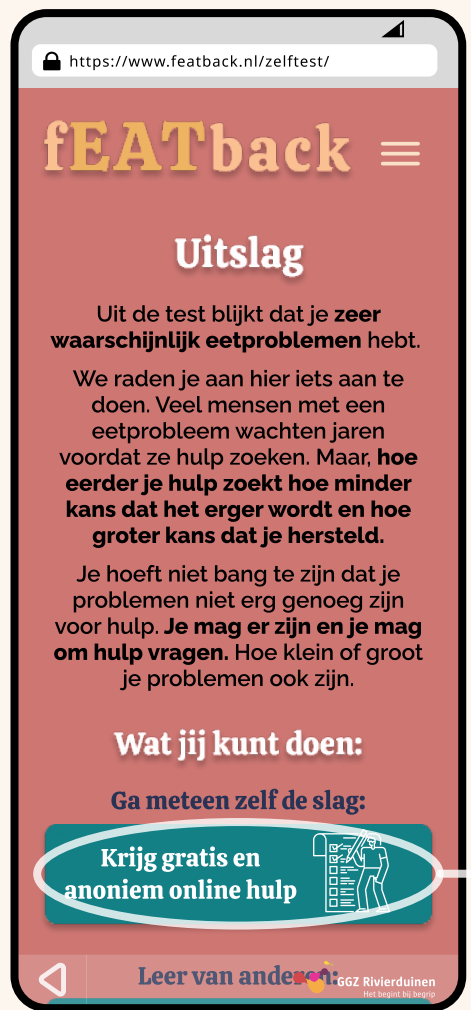 https://www.featback.nl/zelftest/
fEATback
Uitslag
Uit de test blijkt dat je zeer
waarschijnlijk eetproblemen hebt.
We raden je aan hier iets aan te
doen. Veel mensen met een
eetprobleem wachten jaren
voordat ze hulp zoeken. Maar, hoe
eerder je hulp zoekt hoe minder
kans dat het erger wordt en hoe
groter kans dat je hersteld.
Je hoeft niet bang te zijn dat je
problemen niet erg genoeg zijn
voor hulp. Je mag er zijn en je mag
om hulp vragen. Hoe klein of groot
je problemen ook zijn.
Wat jij kunt doen:
Ga meteen zelf de slag:
Krijg gratis en
anoniem online hulp
Leer van anderen:
GGZ Rivierduinen
Het begint bij begrip